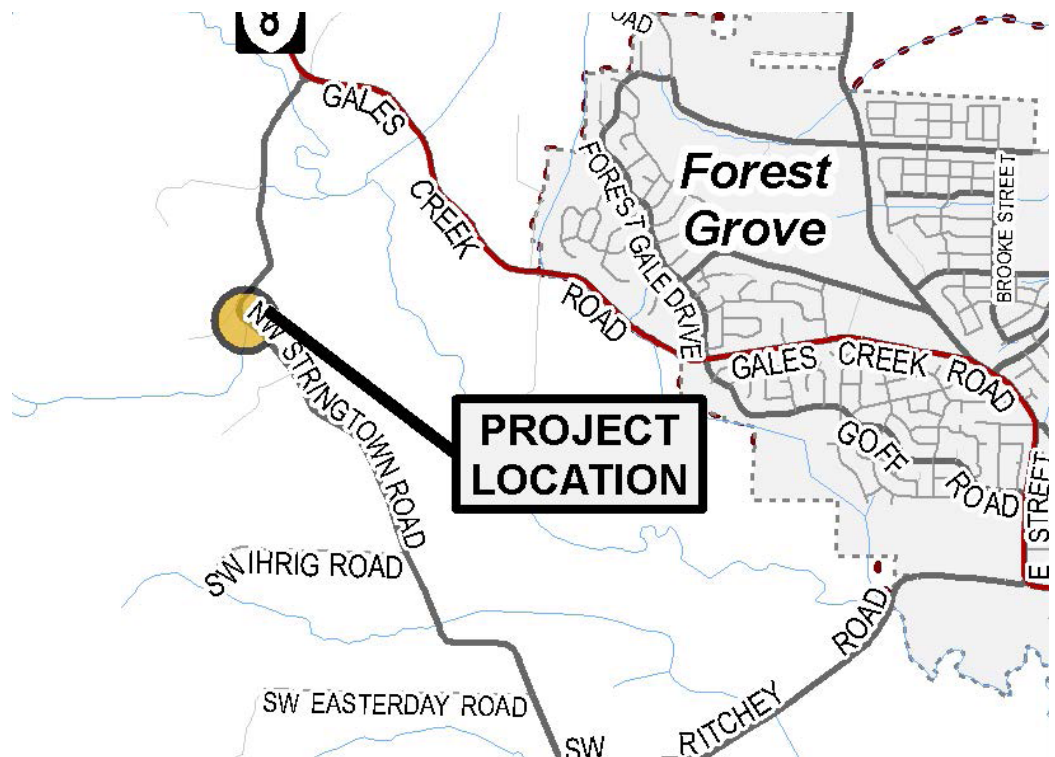 8
OAD
GALES
CREEK
ROAD
FOREST GALE DRIVE
Forest
Grove
BROOKE STREET
NW STRINGTOWN ROAD
GALES CREEK ROAD
PROJECT
LOCATION
GOFF
ROAD
E STREET
SW IHRIG ROAD
ROAD
RITCHEY
SW EASTERDAY ROAD
SW